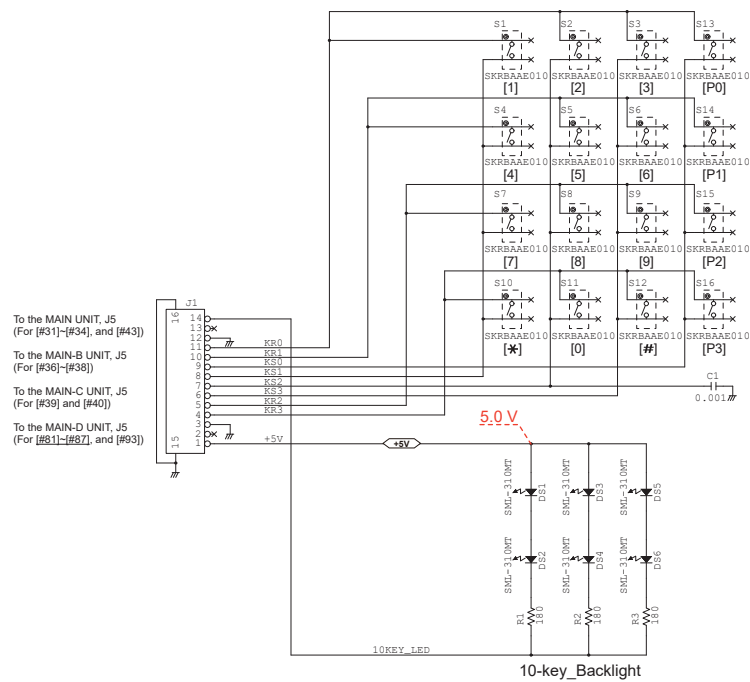 S1 S2 S3 S13
SKRBAAE010 SKRBAAE010 SKRBAAE010 SKRBAAE010
[1] [2] [3] [P0]
S4 S5 S6 S14
SKRBAAE010 SKRBAAE010 SKRBAAE010 SKRBAAE010
[4] [5] [6] [P1]
S7 S8 S9 S15
SKRBAAE010 SKRBAAE010 SKRBAAE010 SKRBAAE010
[7] [8] [9] [P2]
S10 S11 S12 S16
SKRBAAE010 SKRBAAE010 SKRBAAE010 SKRBAAE010
[*] [0] [#] [P3]
To the MAIN UNIT, J5
(For [#31]~[#34], and [#43])
To the MAIN-B UNIT, J5
(For [#36]~[#38])
To the MAIN-C UNIT, J5
(For [#39] and [#40])
To the MAIN-D UNIT, J5
(For [#81]~[#87], and [#93])
J1
16
15
14
13
12
11 KR0
10 KR1
9 KS0
8 KS1
7 KS2
6 KS3
5 KR2
4 KR3
3
2
1 +5V
+5V
C1
0.001
5.0 V
SML-310MT DS1
SML-310MT DS3
SML-310MT DS5
SML-310MT DS2
SML-310MT DS4
SML-310MT DS6
R1 180
R2 180
R3 180
10KEY_LED
10-key_Backlight